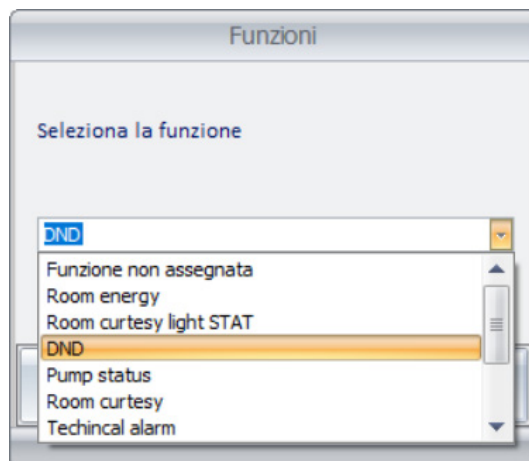 Funzioni
Seleziona la funzione
DND
Funzione non assegnata
Room energy
Room curtesy light STAT
DND
Pump status
Room curtesy
Techincal alarm